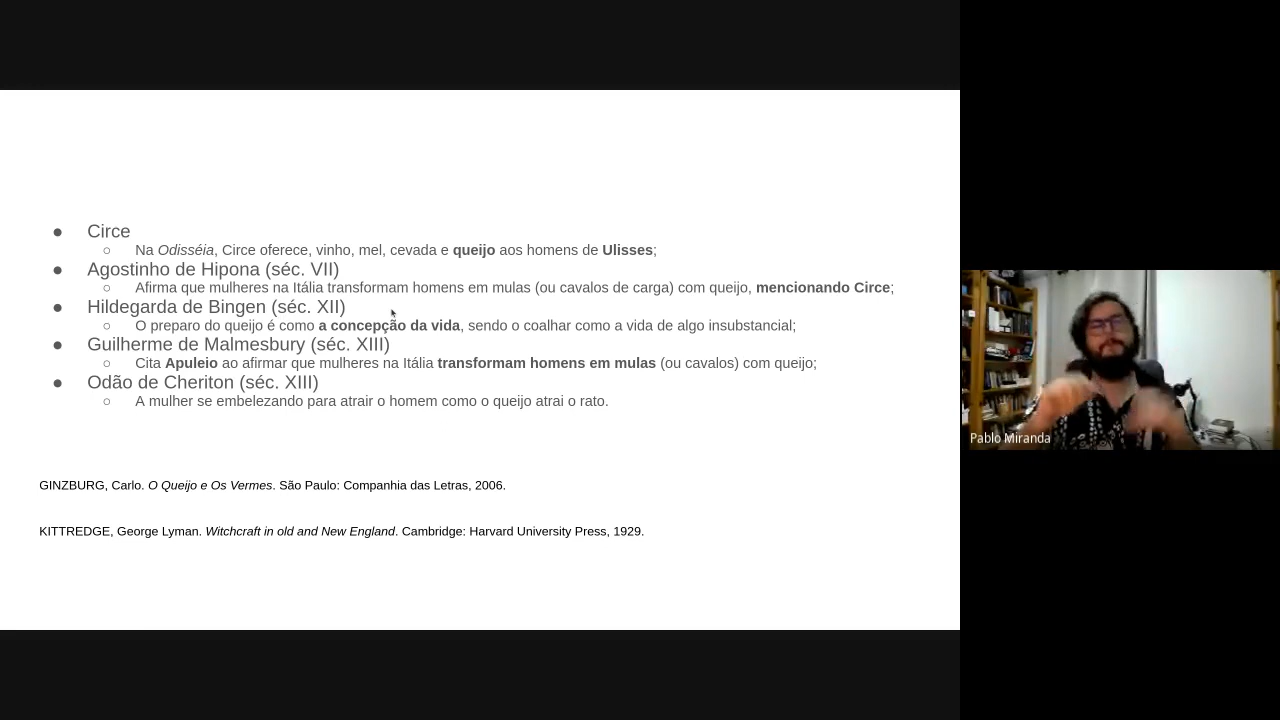 ● Circe
○ Na Odisséia, Circe oferece, vinho, mel, cevada e queijo aos homens de Ulisses;
● Agostinho de Hipona (séc. VII)
○ Afirma que mulheres na Itália transformam homens em mulas (ou cavalos de carga) com queijo, mencionando Circe;
● Hildegarda de Bingen (séc. XII)
○ O preparo do queijo é como a concepção da vida, sendo o coalhar como a vida de algo insubstancial;
● Guilherme de Malmesbury (séc. XIII)
○ Cita Apuleio ao afirmar que mulheres na Itália transformam homens em mulas (ou cavalos) com queijo;
● Odão de Cheriton (séc. XIII)
○ A mulher se embelezando para atrair o homem como o queijo atrai o rato.
GINZBURG, Carlo. O Queijo e Os Vermes. São Paulo: Companhia das Letras, 2006.
KITTREDGE, George Lyman. Witchcraft in old and New England. Cambridge: Harvard University Press, 1929.
Pablo Miranda